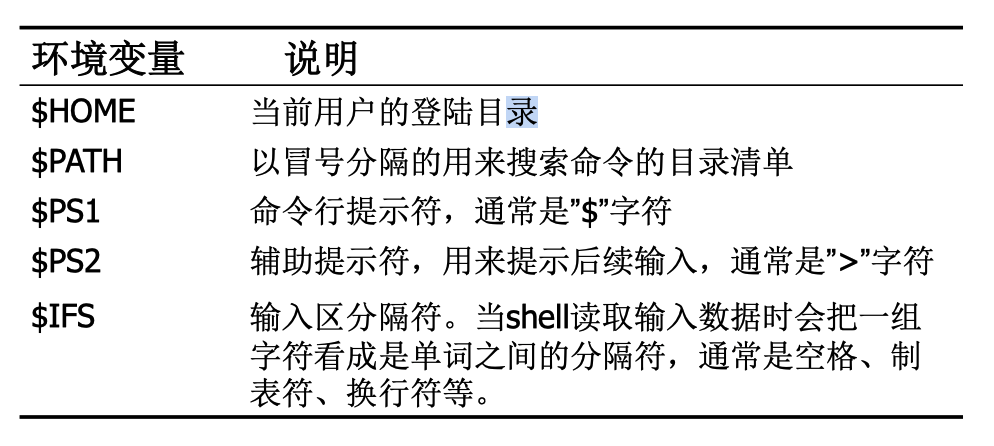 环境变量 说明
$HOME 当前用户的登陆目录
$PATH 以冒号分隔的用来搜索命令的目录清单
$PS1 命令行提示符，通常是”$”字符
$PS2 辅助提示符，用来提示后续输入，通常是”>”字符
$IFS 输入区分隔符。当shell读取输入数据时会把一组
字符看成是单词之间的分隔符，通常是空格、制
表符、换行符等。